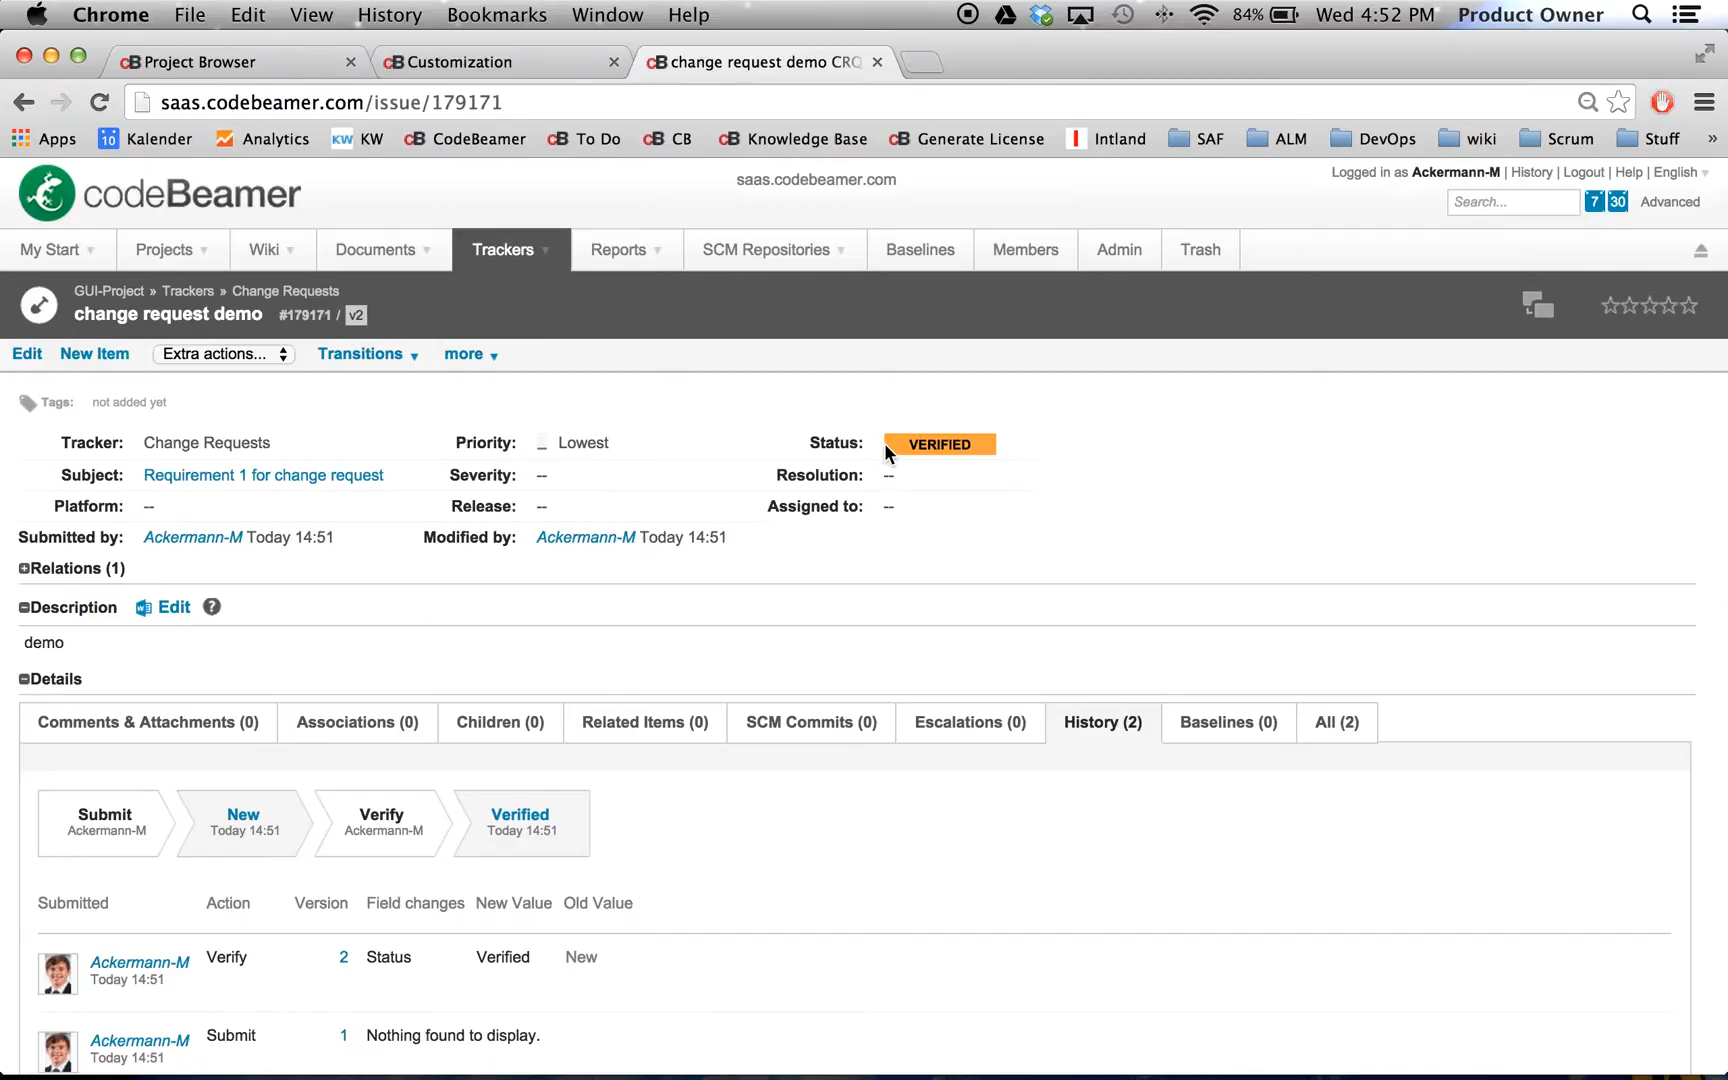 Chrome File Edit View History Bookmarks Window Help 84% Wed 4:52 PM Product Owner
cB Project Browser × cB Customization × cB change request demo CRQ ×
saas.codebeamer.com/issue/179171
Apps 10 Kalender Analytics KW KW cB CodeBeamer cB To Do cB CB cB Knowledge Base cB Generate License Intland SAF ALM DevOps wiki Scrum Stuff »
codeBeamer saas.codebeamer.com Logged in as Ackermann-M | History | Logout | Help | English
Search... 7 30 Advanced
My Start Projects Wiki Documents Trackers Reports SCM Repositories Baselines Members Admin Trash
GUI-Project » Trackers » Change Requests
change request demo #179171 / v2
Edit New Item Extra actions... Transitions more
Tags: not added yet
Tracker: Change Requests Priority: _ Lowest Status: VERIFIED
Subject: Requirement 1 for change request Severity: -- Resolution: --
Platform: -- Release: -- Assigned to: --
Submitted by: Ackermann-M Today 14:51 Modified by: Ackermann-M Today 14:51
Relations (1)
Description Edit ?
demo
Details
Comments & Attachments (0) Associations (0) Children (0) Related Items (0) SCM Commits (0) Escalations (0) History (2) Baselines (0) All (2)
Submit New Verify Verified
Ackermann-M Today 14:51 Ackermann-M Today 14:51
Submitted Action Version Field changes New Value Old Value
Ackermann-M Verify 2 Status Verified New
Today 14:51
Ackermann-M Submit 1 Nothing found to display.
Today 14:51